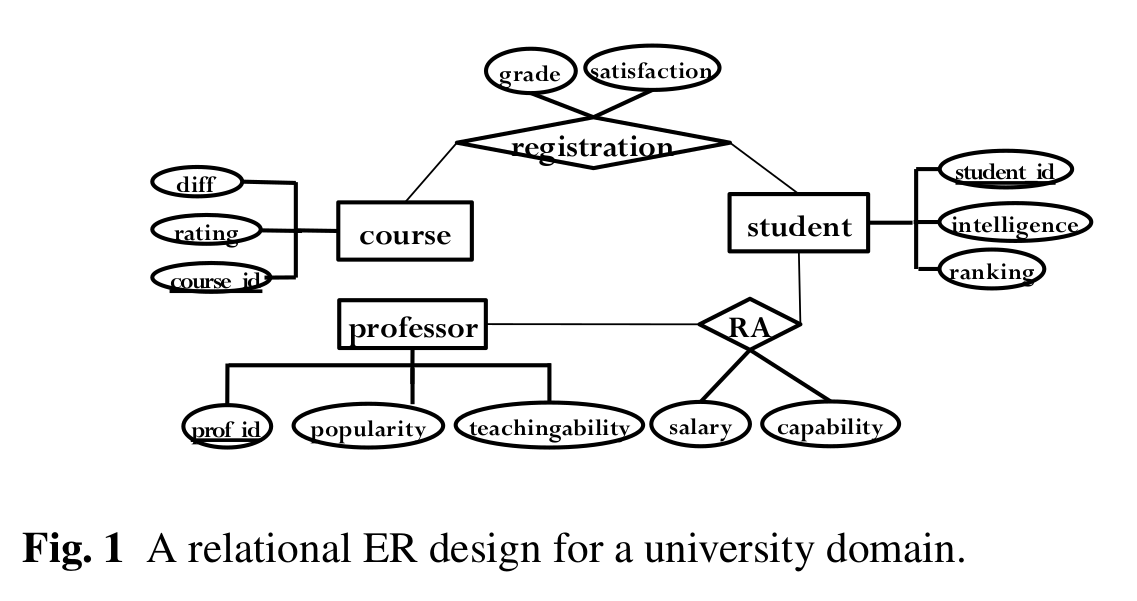 grade satisfaction
registration
diff
rating
course_id
course
student
student_id
intelligence
ranking
professor
RA
prof_id popularity teachingability salary capability
Fig. 1 A relational ER design for a university domain.